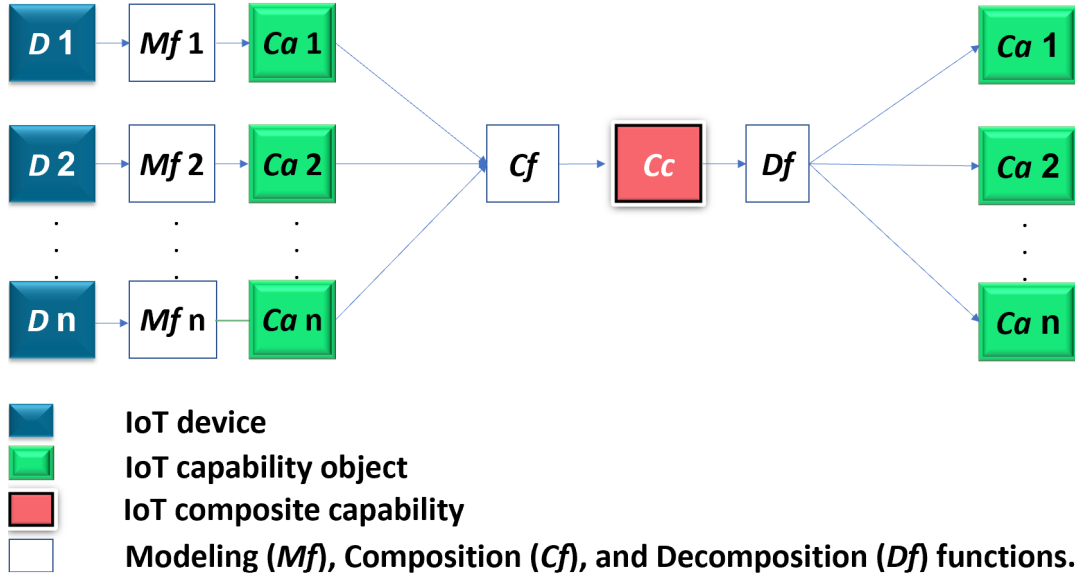 D 1 Mf 1 Ca 1 Ca 1
D 2 Mf 2 Ca 2 Cf Cc Df Ca 2
. . . .
. . . .
. . . .
D n Mf n Ca n Ca n
IoT device
IoT capability object
IoT composite capability
Modeling (Mf), Composition (Cf), and Decomposition (Df) functions.